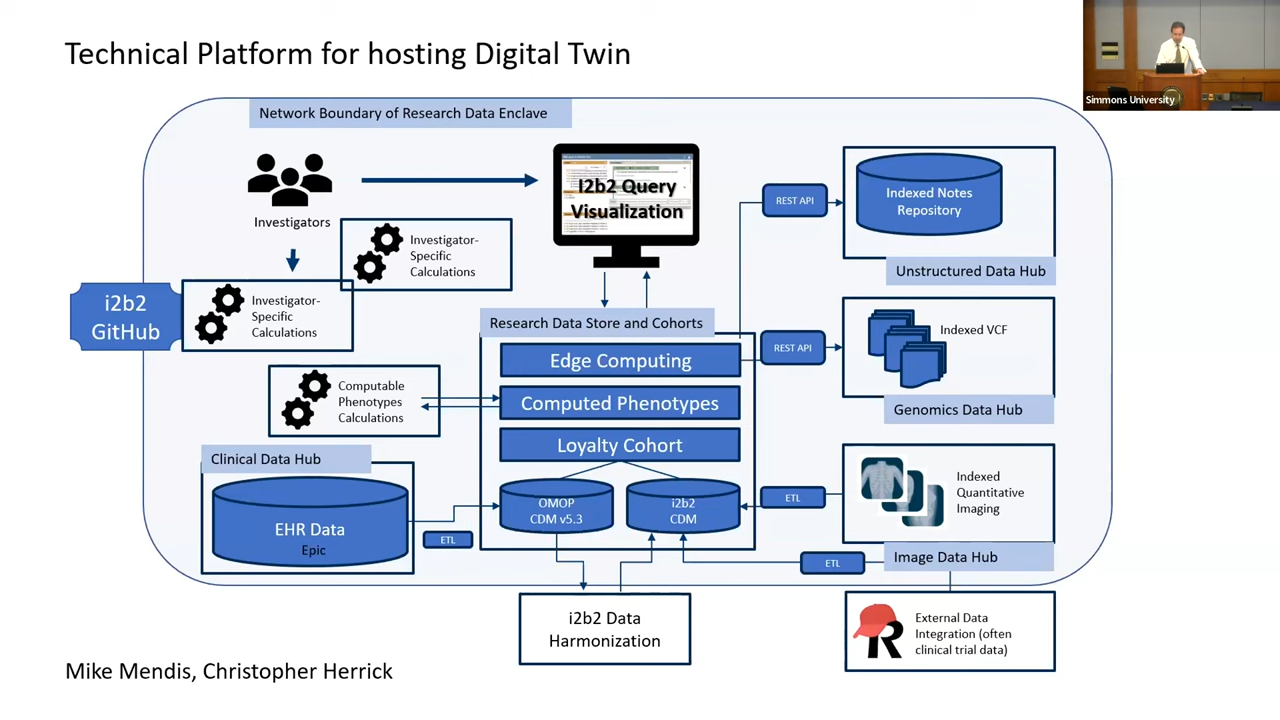 Technical Platform for hosting Digital Twin
Simmons University
Network Boundary of Research Data Enclave
Investigators
I2b2 Query
Visualization
REST API
Indexed Notes
Repository
Unstructured Data Hub
Investigator-
Specific
Calculations
i2b2
GitHub
Investigator-
Specific
Calculations
Research Data Store and Cohorts
Edge Computing
REST API
Indexed VCF
Genomics Data Hub
Computable
Phenotypes
Calculations
Computed Phenotypes
Loyalty Cohort
Clinical Data Hub
EHR Data
Epic
ETL
OMOP
CDM v5.3
i2b2
CDM
ETL
Indexed
Quantitative
Imaging
Image Data Hub
ETL
i2b2 Data
Harmonization
R
External Data
Integration (often
clinical trial data)
Mike Mendis, Christopher Herrick